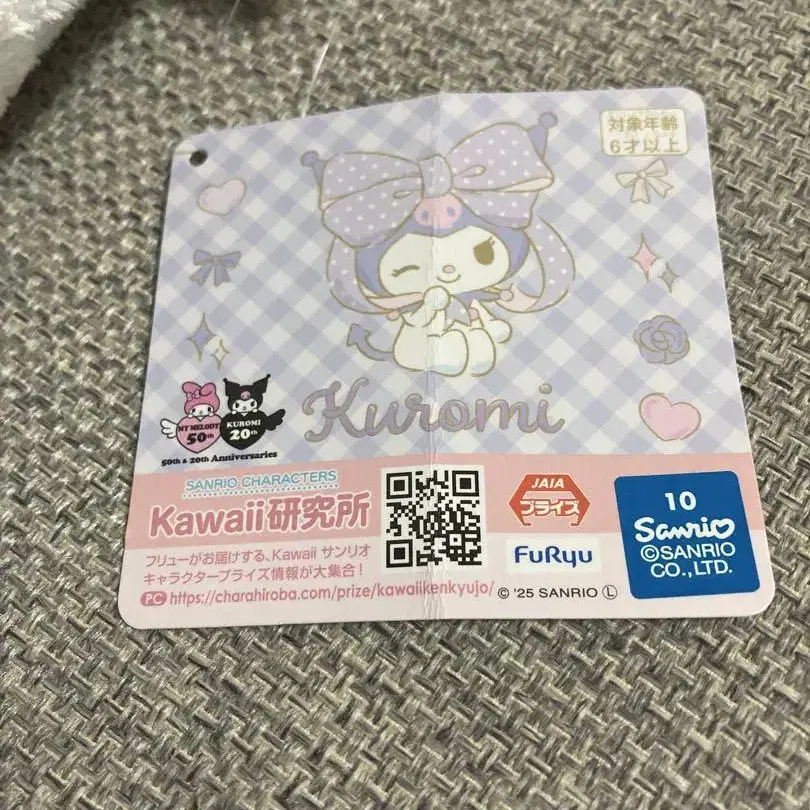 対象年齢
6才以上
Kuromi
MY MELODY
50th
KUROMI
20th
50th & 20th Anniversaries
SANRIO CHARACTERS
Kawaii研究所
フリューがお届けする、Kawaii サンリオ
キャラクタープライズ情報が大集合!
PC https://charahiroba.com/prize/kawaiikenkyujo/
JAIA
プライズ
FuRyu
© '25 SANRIO Ⓛ
10
Sanrio
©SANRIO
CO.,LTD.